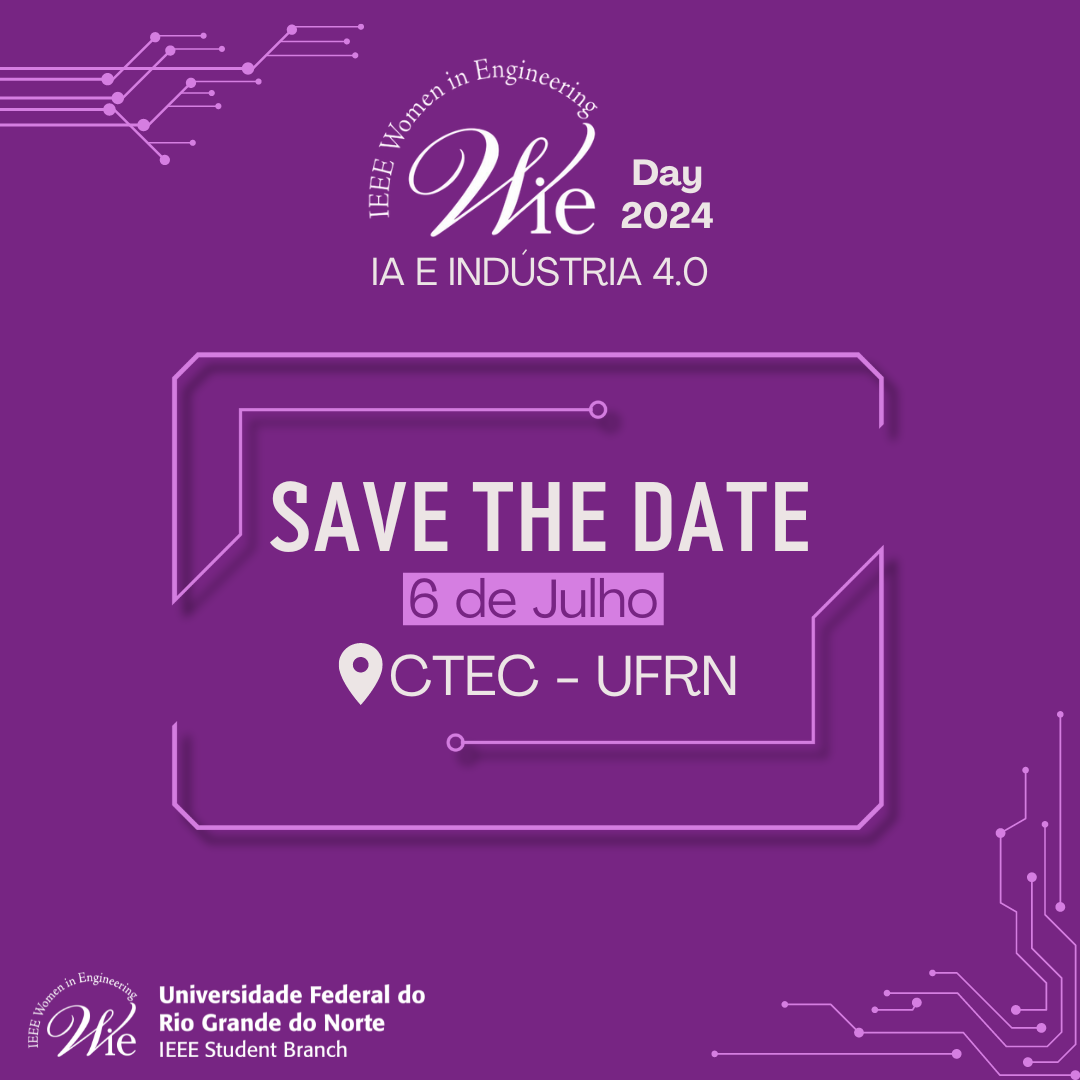 IEEE Women in Engineering
Wie
Day
2024
IA E INDÚSTRIA 4.0
SAVE THE DATE
6 de Julho
CTEC - UFRN
IEEE Women in Engineering
Wie
Universidade Federal do
Rio Grande do Norte
IEEE Student Branch